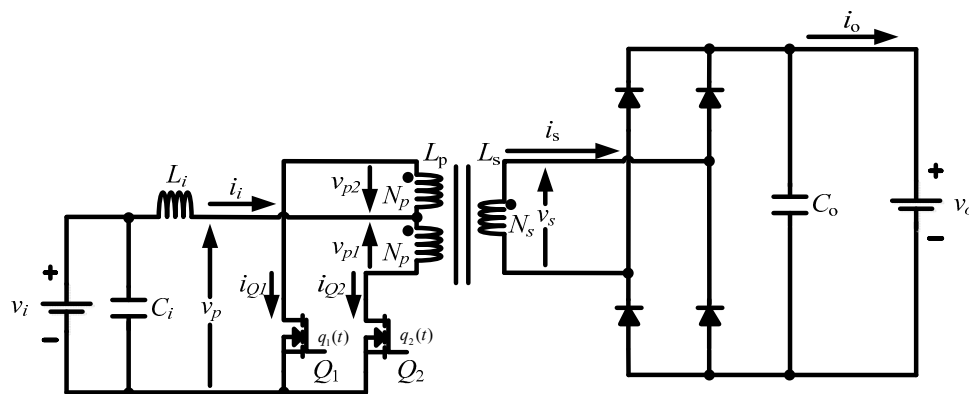 i_o
i_s
L_p
L_s
v_p2
N_p
L_i
i_i
v_s
N_s
C_o
v_o
+
−
v_p1
N_p
i_Q1
i_Q2
+
v_i
−
C_i
v_p
q_1(t)
q_2(t)
Q_1
Q_2